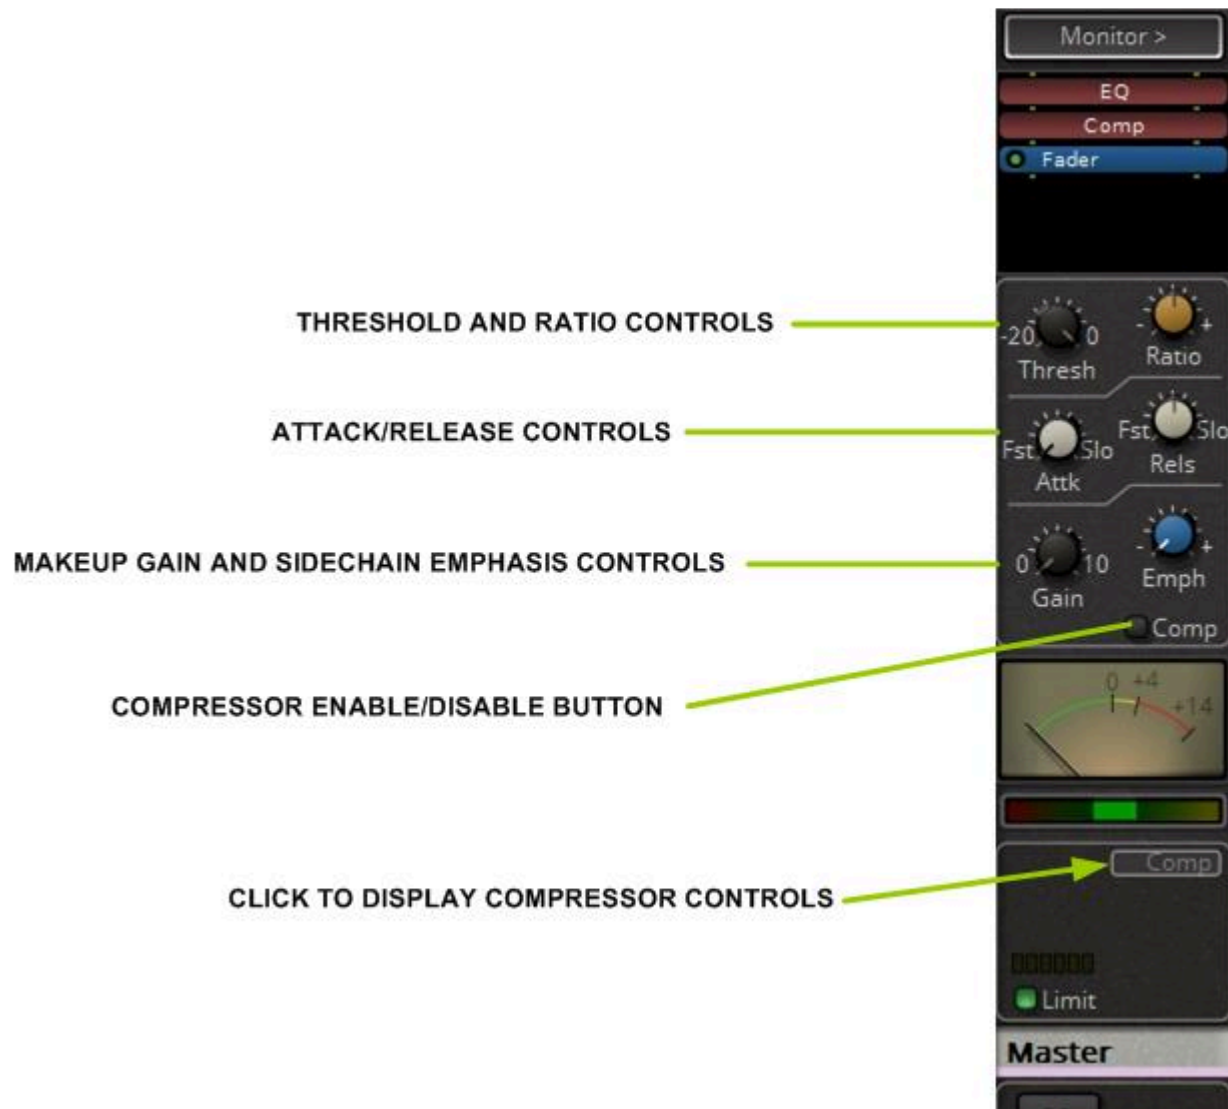 Monitor >
EQ
Comp
Fader
THRESHOLD AND RATIO CONTROLS
-20 0 - +
Thresh Ratio
ATTACK/RELEASE CONTROLS
Fst Slo Fst Slo
Attk Rels
MAKEUP GAIN AND SIDECHAIN EMPHASIS CONTROLS
0 10 - +
Gain Emph
Comp
COMPRESSOR ENABLE/DISABLE BUTTON
0 +4 +14
CLICK TO DISPLAY COMPRESSOR CONTROLS
Comp
Limit
Master